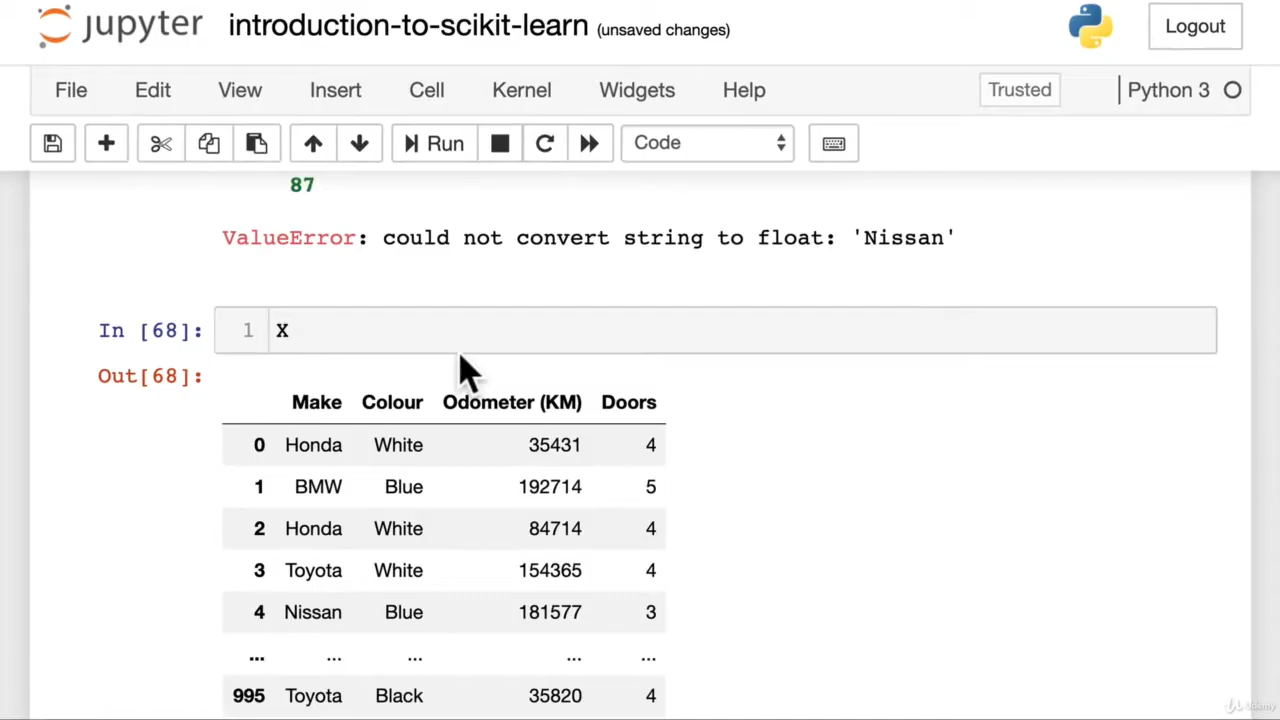 jupyter introduction-to-scikit-learn (unsaved changes) Logout
File Edit View Insert Cell Kernel Widgets Help Trusted Python 3
Run Code
87
ValueError: could not convert string to float: 'Nissan'
In [68]: 1 X
Out[68]:
Make Colour Odometer (KM) Doors
0 Honda White 35431 4
1 BMW Blue 192714 5
2 Honda White 84714 4
3 Toyota White 154365 4
4 Nissan Blue 181577 3
... ... ... ... ...
995 Toyota Black 35820 4
Udemy